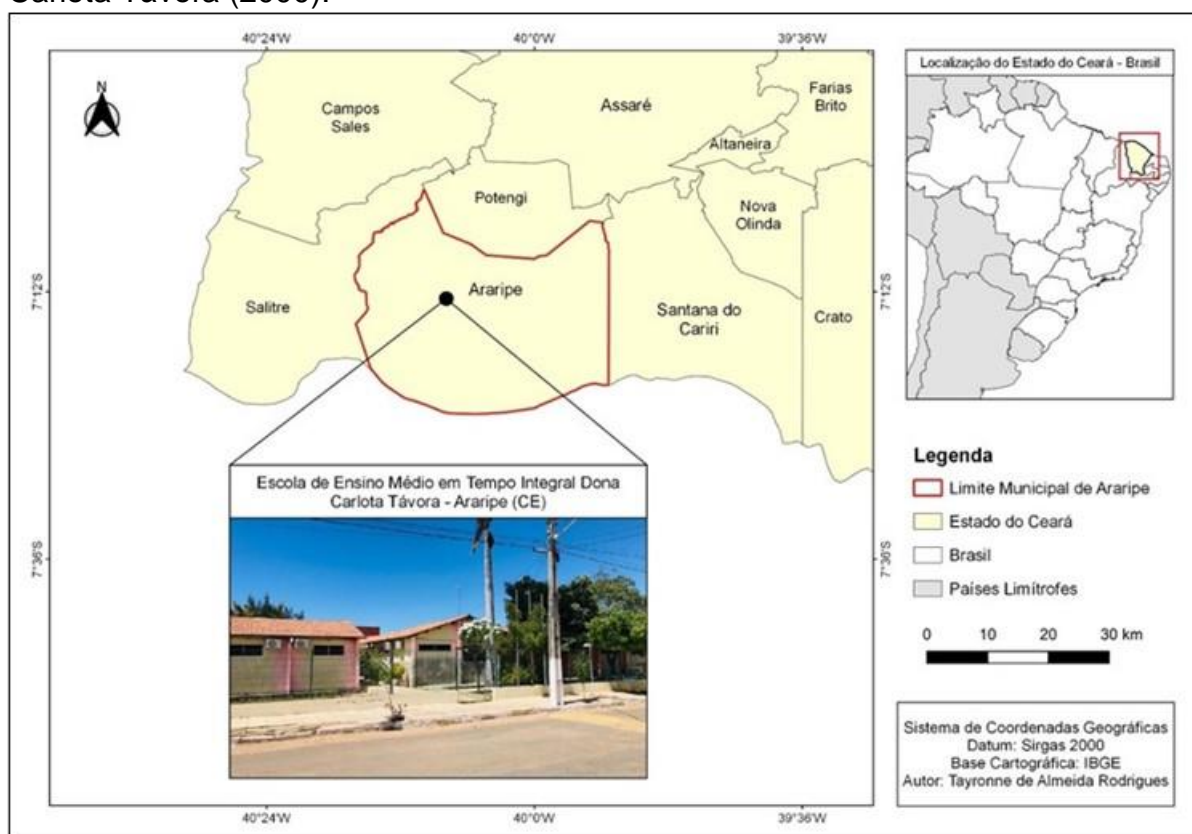 Carlota Távora (2000).
40°24'W 40°0'W 39°36'W
Localização do Estado do Ceará - Brasil
N
Campos
Sales
Assaré
Farias
Brito
Altaneira
Potengi
Nova
Olinda
7°12'S
Araripe
7°12'S
Salitre
Santana do
Cariri
Crato
Legenda
Limite Municipal de Araripe
Estado do Ceará
Brasil
Países Limítrofes
0 10 20 30 km
Escola de Ensino Médio em Tempo Integral Dona
Carlota Távora - Araripe (CE)
7°36'S
7°36'S
Sistema de Coordenadas Geográficas
Datum: Sirgas 2000
Base Cartográfica: IBGE
Autor: Tayronne de Almeida Rodrigues
40°24'W 40°0'W 39°36'W